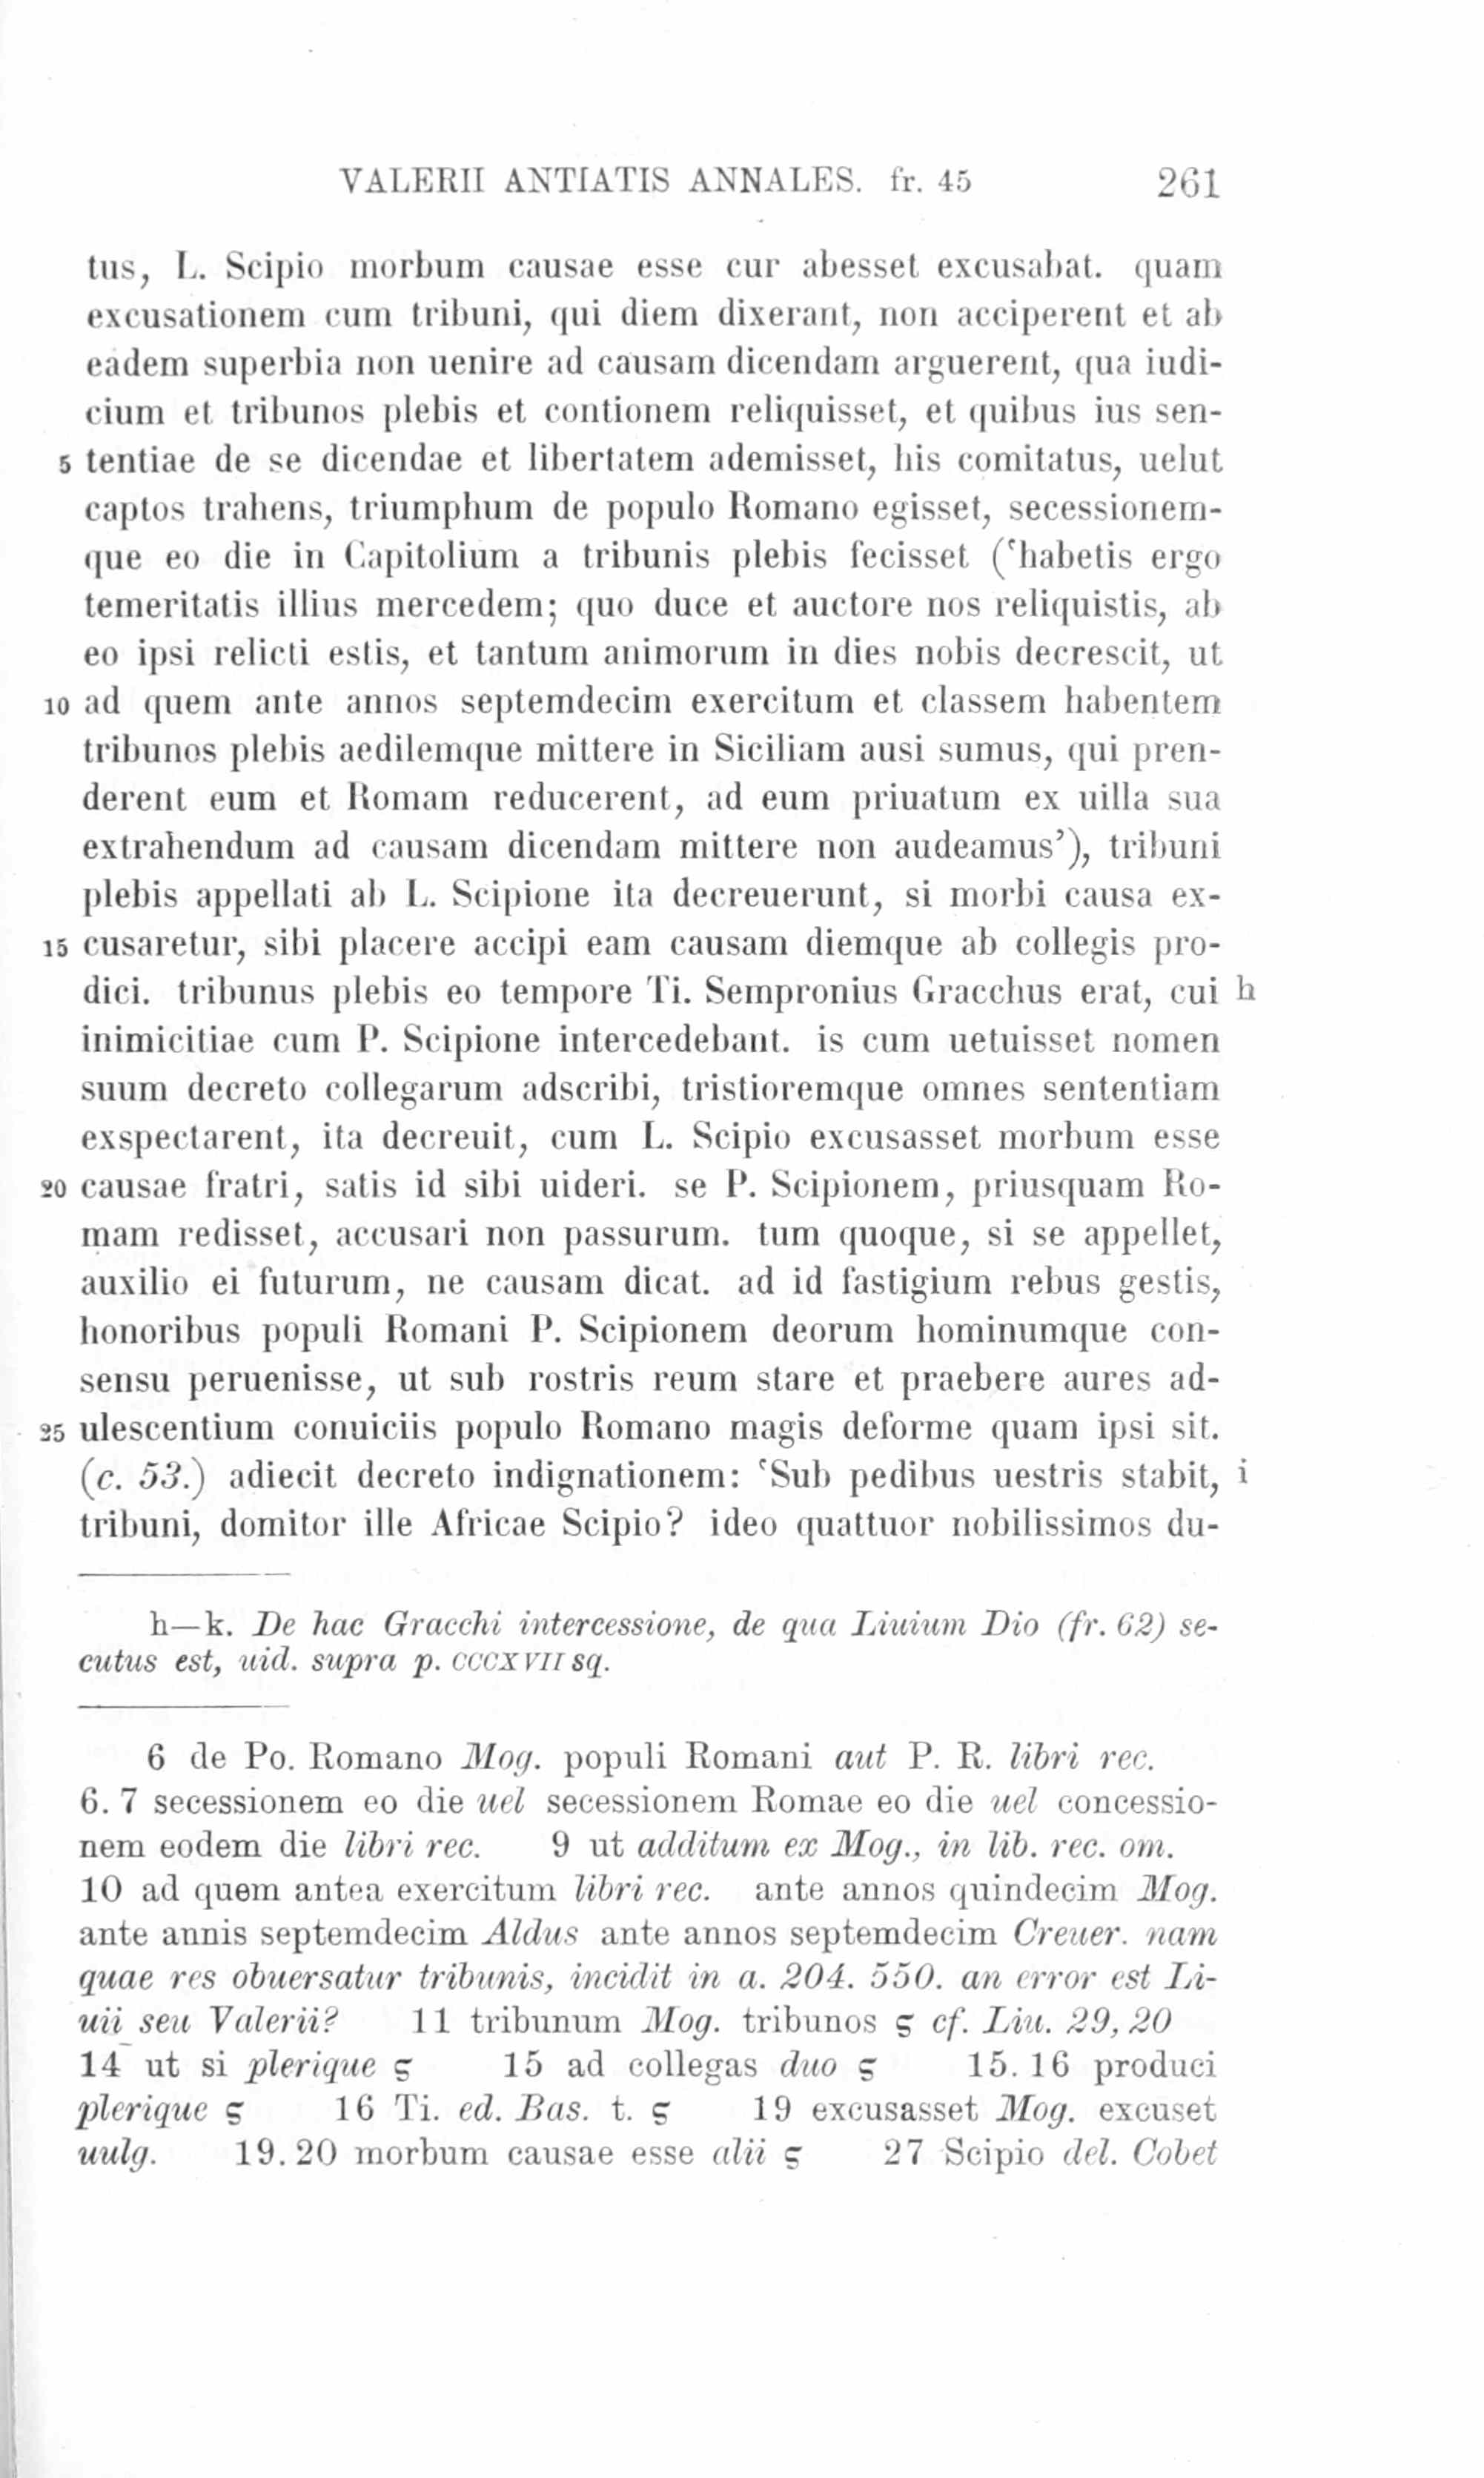 VALERII ANTIATIS ANNALES. fr. 45 261
tus, L. Scipio morbum causae esse cur abesset excusabat. quam
excusationem cum tribuni, qui diem dixerant, non acciperent et ab
eadem superbia non uenire ad causam dicendam arguerent, qua iudi-
cium et tribunos plebis et contionem reliquisset, et quibus ius sen-
5 tentiae de se dicendae et libertatem ademisset, his comitatus, uelut
captos trahens, triumphum de populo Romano egisset, secessionem-
que eo die in Capitolium a tribunis plebis fecisset (‘habetis ergo
temeritatis illius mercedem; quo duce et auctore nos reliquistis, ab
eo ipsi relicti estis, et tantum animorum in dies nobis decrescit, ut
10 ad quem ante annos septemdecim exercitum et classem habentem
tribunos plebis aedilemque mittere in Siciliam ausi sumus, qui pren-
derent eum et Romam reducerent, ad eum priuatum ex uilla sua
extrahendum ad causam dicendam mittere non audeamus’), tribuni
plebis appellati ab L. Scipione ita decreuerunt, si morbi causa ex-
15 cusaretur, sibi placere accipi eam causam diemque ab collegis pro-
dici. tribunus plebis eo tempore Ti. Sempronius Gracchus erat, cui h
inimicitiae cum P. Scipione intercedebant. is cum uetuisset nomen
suum decreto collegarum adscribi, tristioremque omnes sententiam
exspectarent, ita decreuit, cum L. Scipio excusasset morbum esse
20 causae fratri, satis id sibi uideri. se P. Scipionem, priusquam Ro-
mam redisset, accusari non passurum. tum quoque, si se appellet,
auxilio ei futurum, ne causam dicat. ad id fastigium rebus gestis,
honoribus populi Romani P. Scipionem deorum hominumque con-
sensu peruenisse, ut sub rostris reum stare et praebere aures ad-
25 ulescentium conuiciis populo Romano magis deforme quam ipsi sit.
(c. 53.) adiecit decreto indignationem: ‘Sub pedibus uestris stabit, i
tribuni, domitor ille Africae Scipio? ideo quattuor nobilissimos du-
h—k. De hac Gracchi intercessione, de qua Liuium Dio (fr. 62) se-
cutus est, uid. supra p. CCCXVII sq.
6 de Po. Romano Mog. populi Romani aut P. R. libri rec.
6. 7 secessionem eo die uel secessionem Romae eo die uel concessio-
nem eodem die libri rec. 9 ut additum ex Mog., in lib. rec. om.
10 ad quem antea exercitum libri rec. ante annos quindecim Mog.
ante annis septemdecim Aldus ante annos septemdecim Creuer. nam
quae res obuersatur tribunis, incidit in a. 204. 550. an error est Li-
uii seu Valerii? 11 tribunum Mog. tribunos ς cf. Liu. 29, 20
14 ut si plerique ς 15 ad collegas duo ς 15. 16 produci
plerique ς 16 Ti. ed. Bas. t. ς 19 excusasset Mog. excuset
uulg. 19. 20 morbum causae esse alii ς 27 Scipio del. Cobet